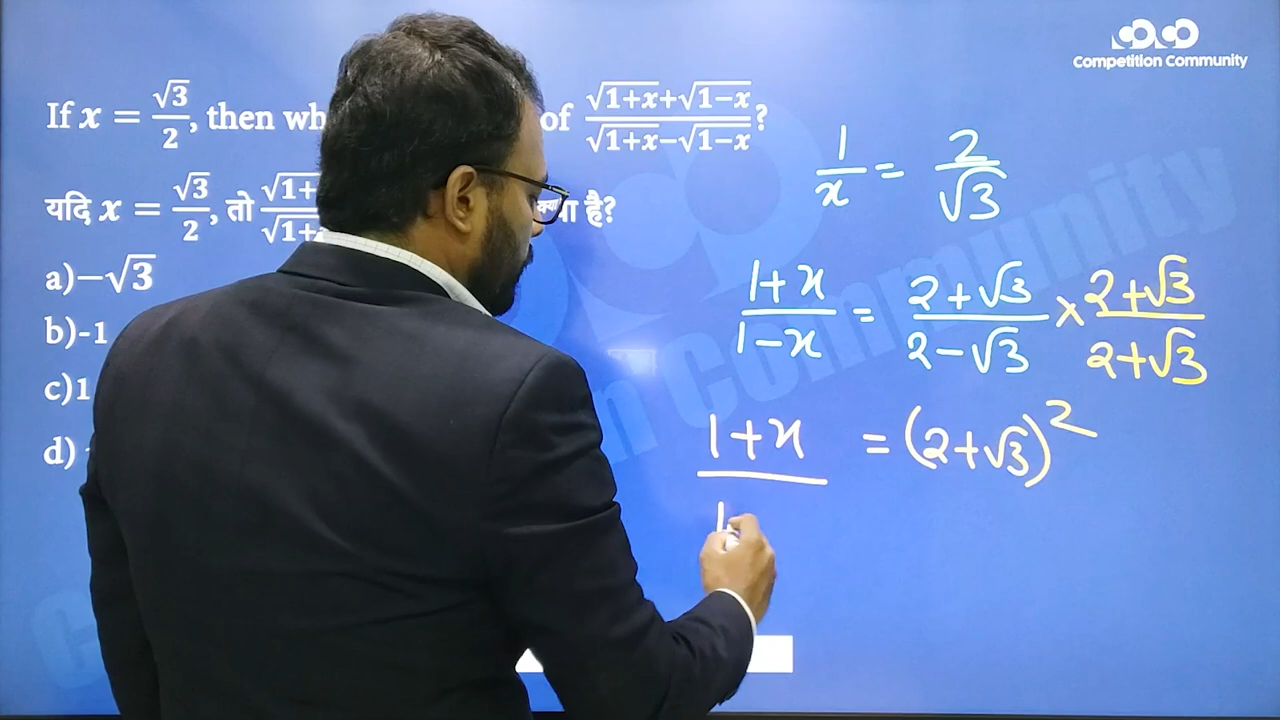 Competition Community
If x = √3/2, then wh of (√1+x+√1−x)/(√1+x−√1−x)?
यदि x = √3/2, तो √1+ √1+ है?
a)−√3
b)-1
c)1
d)
1/x = 2/√3
(1+x)/(1−x) = (2+√3)/(2−√3) × (2+√3)/(2+√3)
1+x = (2+√3)²
1